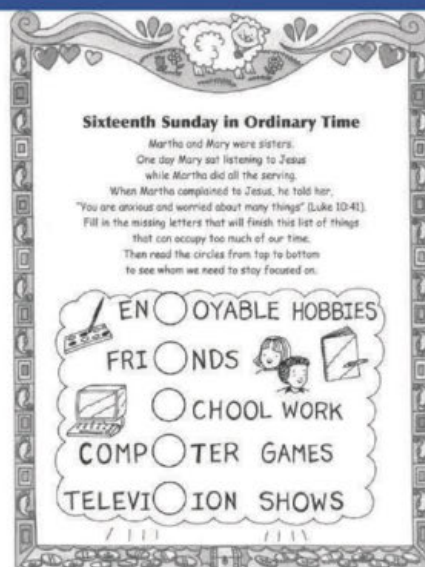 Sixteenth Sunday in Ordinary Time
Martha and Mary were sisters.
One day Mary sat listening to Jesus
while Martha did all the serving.
When Martha complained to Jesus, he told her,
"You are anxious and worried about many things" (Luke 10:41).
Fill in the missing letters that will finish this list of things
that can occupy too much of our time.
Then read the circles from top to bottom
to see whom we need to stay focused on.
EN◯OYABLE HOBBIES
FRI◯NDS
◯CHOOL WORK
COMP◯TER GAMES
TELEVI◯ION SHOWS